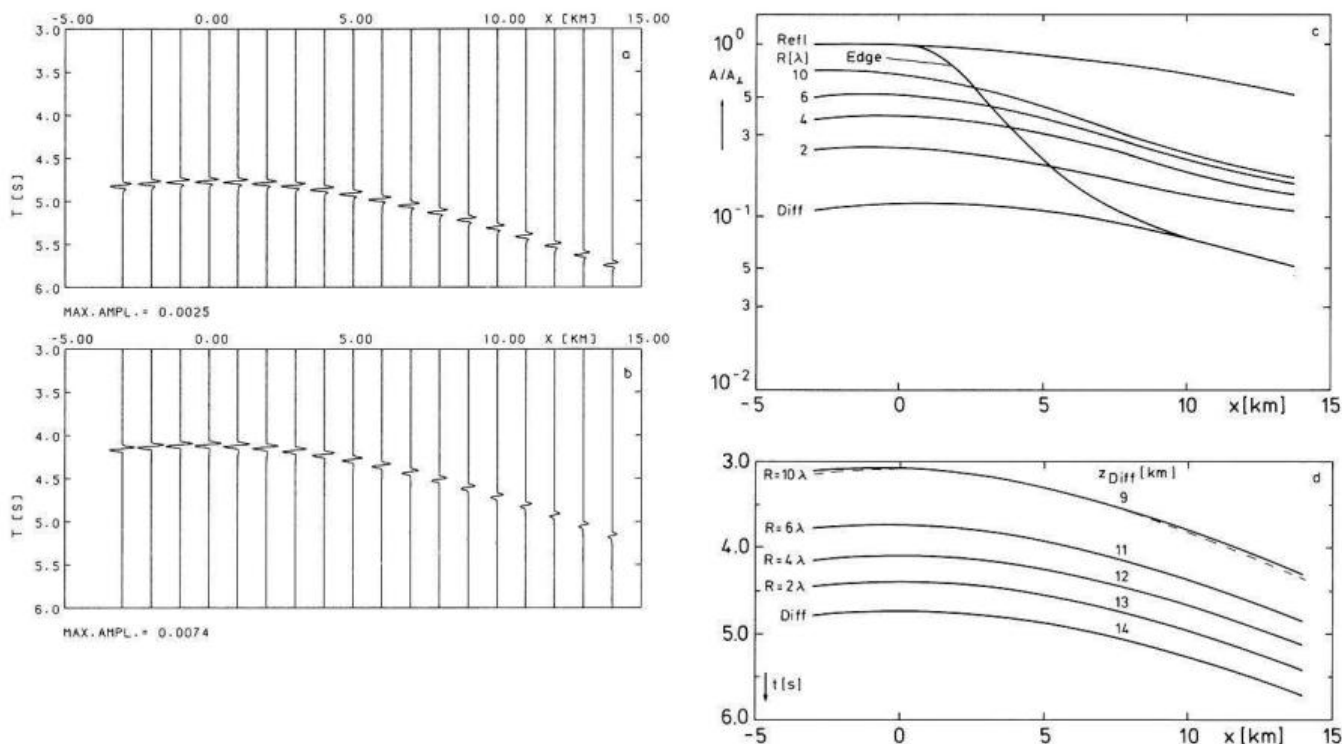 -5.00 0.00 5.00 10.00 X [KM] 15.00
3.0
a
3.5
4.0
4.5
T [S]
5.0
5.5
6.0
MAX.AMPL.= 0.0025
-5.00 0.00 X [KM] 5.00 10.00 15.00
3.0
b
3.5
4.0
4.5
T [S]
5.0
5.5
6.0
MAX.AMPL.= 0.0074
c
Refl
10⁰
R[λ]
Edge
A/A⊥
10
6
5
4
3
2
Diff
10⁻¹
5
3
10⁻²
-5 0 5 10 x[km] 15
3.0
R=10λ
zDiff [km]
d
9
R=6λ
4.0
11
R=4λ
12
R=2λ
13
Diff
5.0
14
t[s]
6.0
-5 0 5 10 x[km] 15